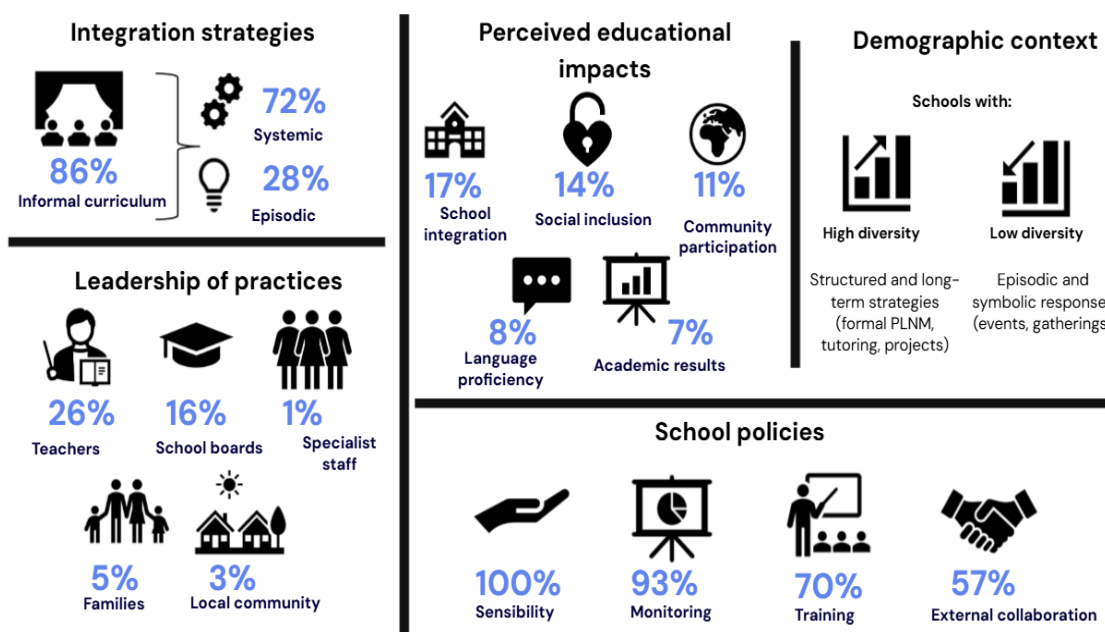 Integration strategies
86%
Informal curriculum
72%
Systemic
28%
Episodic
Leadership of practices
26%
Teachers
16%
School boards
1%
Specialist
staff
5%
Families
3%
Local community
Perceived educational
impacts
17%
School
integration
14%
Social inclusion
11%
Community
participation
8%
Language
proficiency
7%
Academic results
Demographic context
Schools with:
High diversity
Structured and long-
term strategies
(formal PLNM,
tutoring, projects)
Low diversity
Episodic and
symbolic response
(events, gatherings
School policies
100%
Sensibility
93%
Monitoring
70%
Training
57%
External collaboration